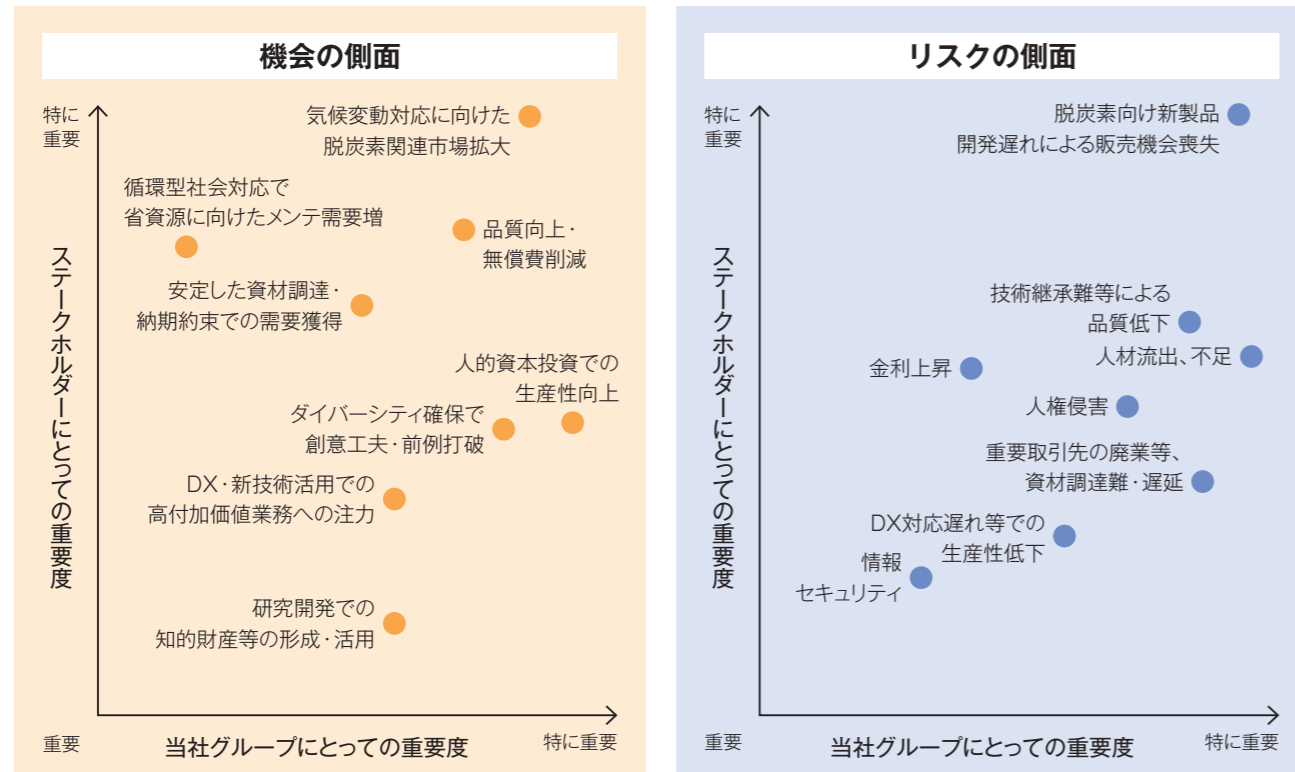 機会の側面
特に
重要
気候変動対応に向けた
脱炭素関連市場拡大
循環型社会対応で
省資源に向けたメンテ需要増
品質向上・
無償費削減
安定した資材調達・
納期約束での需要獲得
人的資本投資での
生産性向上
ダイバーシティ確保で
創意工夫・前例打破
DX・新技術活用での
高付加価値業務への注力
研究開発での
知的財産等の形成・活用
ステークホルダーにとっての重要度
重要
当社グループにとっての重要度
特に重要
リスクの側面
特に
重要
脱炭素向け新製品
開発遅れによる販売機会喪失
技術継承難等による
品質低下
人材流出、不足
金利上昇
人権侵害
重要取引先の廃業等、
資材調達難・遅延
DX対応遅れ等での
生産性低下
情報
セキュリティ
ステークホルダーにとっての重要度
重要
当社グループにとっての重要度
特に重要